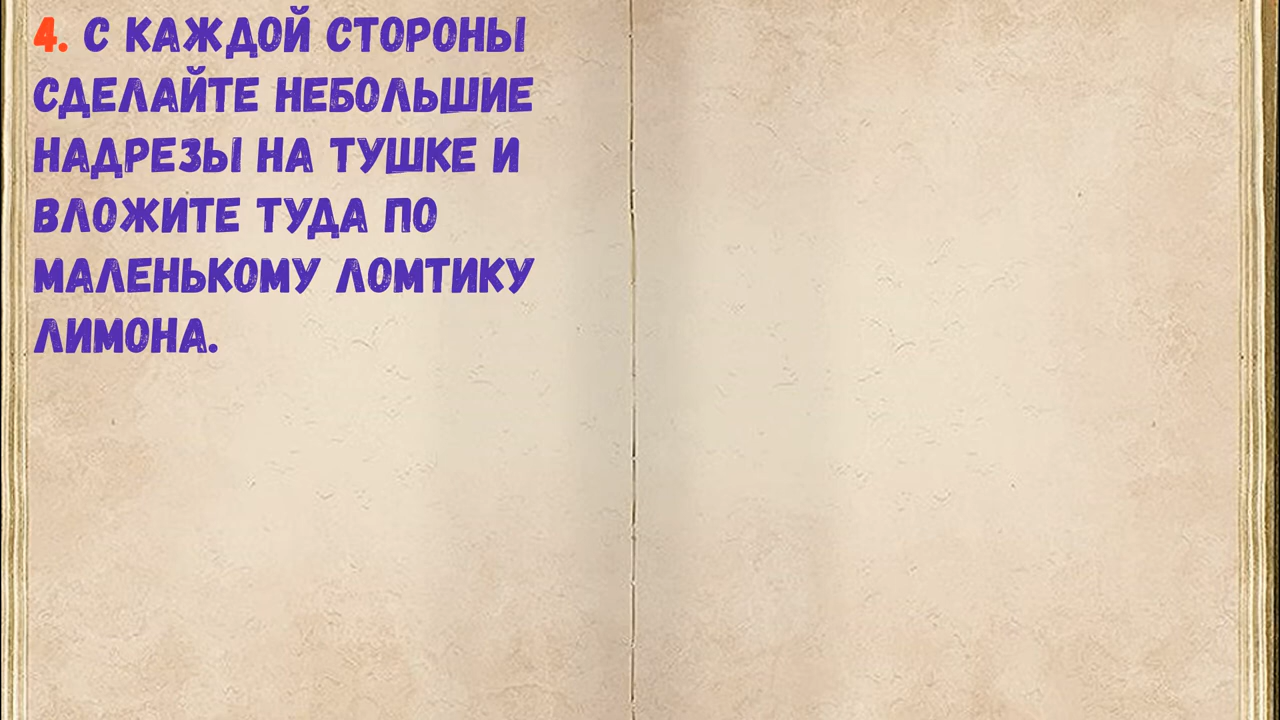 4. С КАЖДОЙ СТОРОНЫ
СДЕЛАЙТЕ НЕБОЛЬШИЕ
НАДРЕЗЫ НА ТУШКЕ И
ВЛОЖИТЕ ТУДА ПО
МАЛЕНЬКОМУ ЛОМТИКУ
ЛИМОНА.